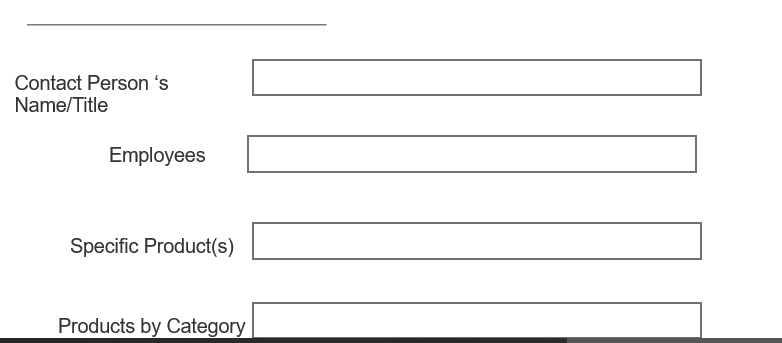 Contact Person ‘s
Name/Title
Employees
Specific Product(s)
Products by Category